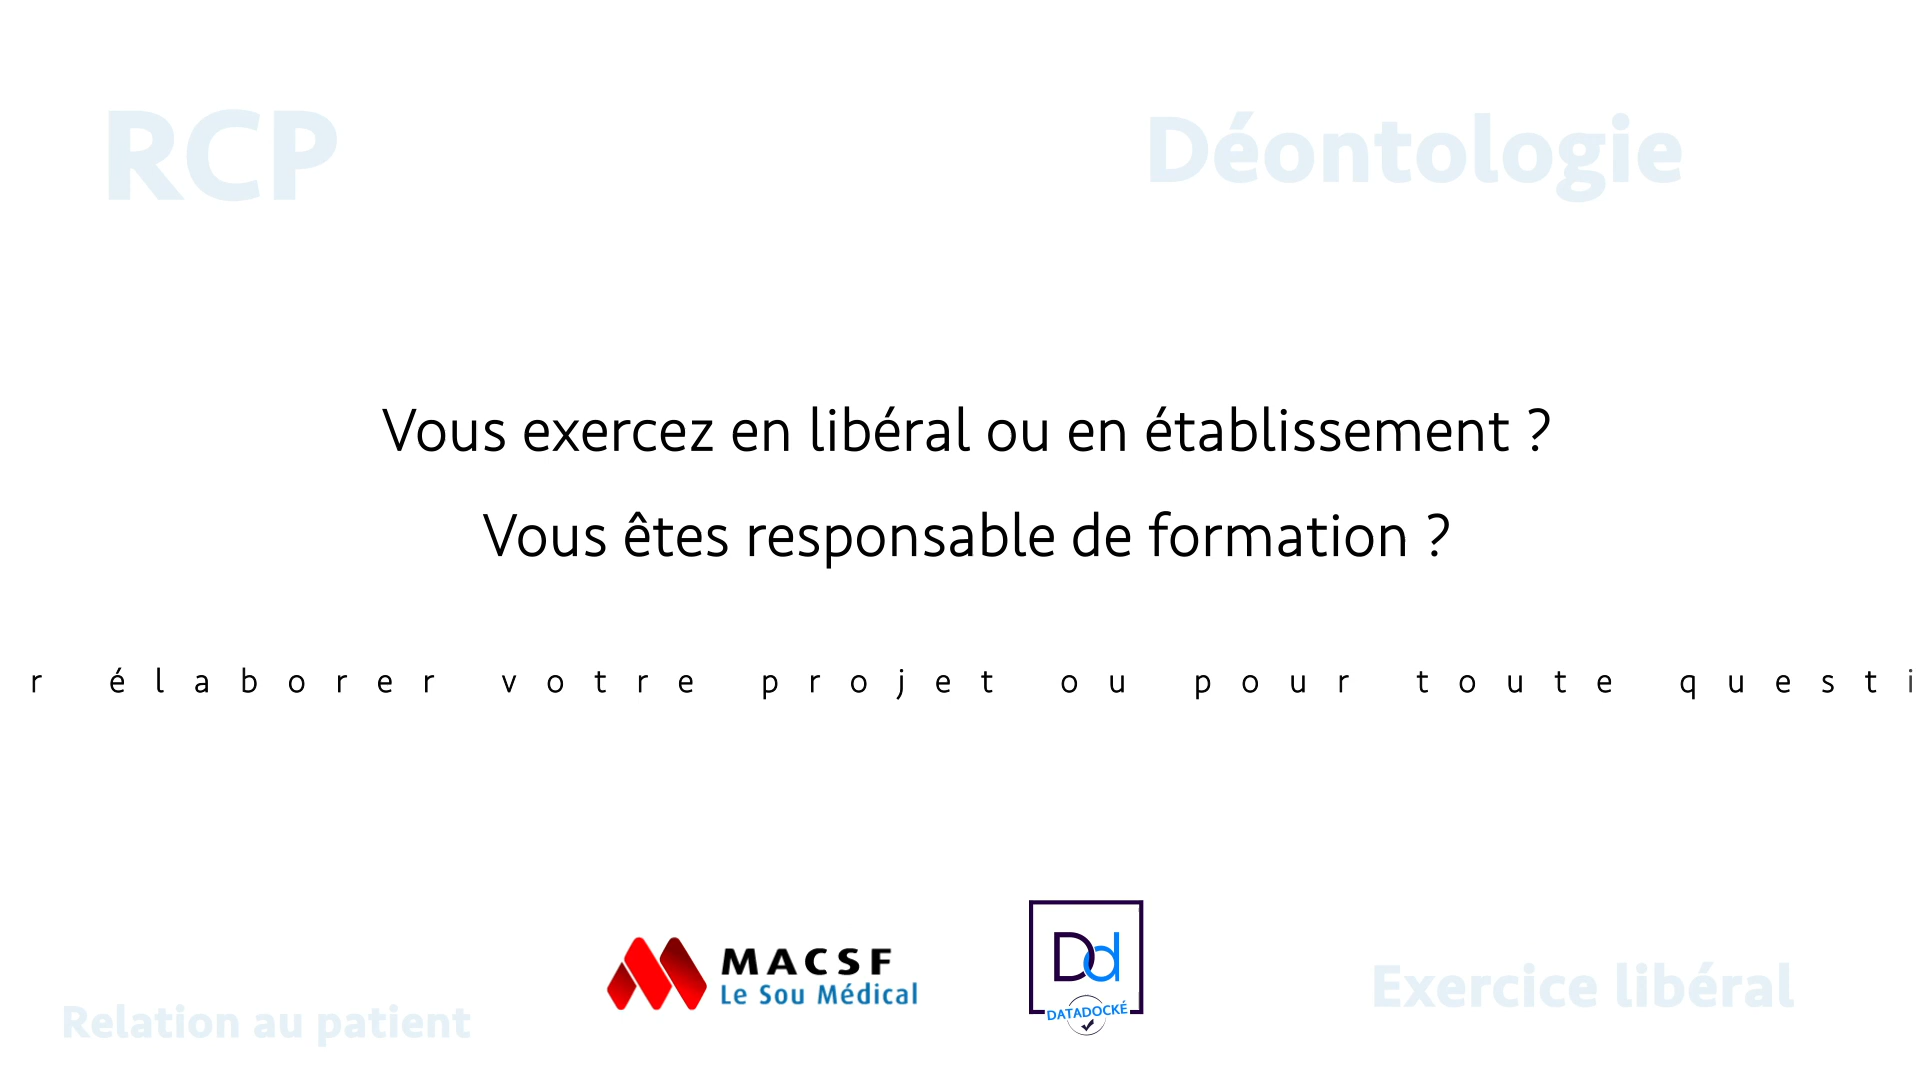 RCP
Déontologie
Vous exercez en libéral ou en établissement ?
Vous êtes responsable de formation ?
r élaborer votre projet ou pour toute questi
MACSF
Le Sou Médical
Dd
DATADOCKÉ
Relation au patient
Exercice libéral